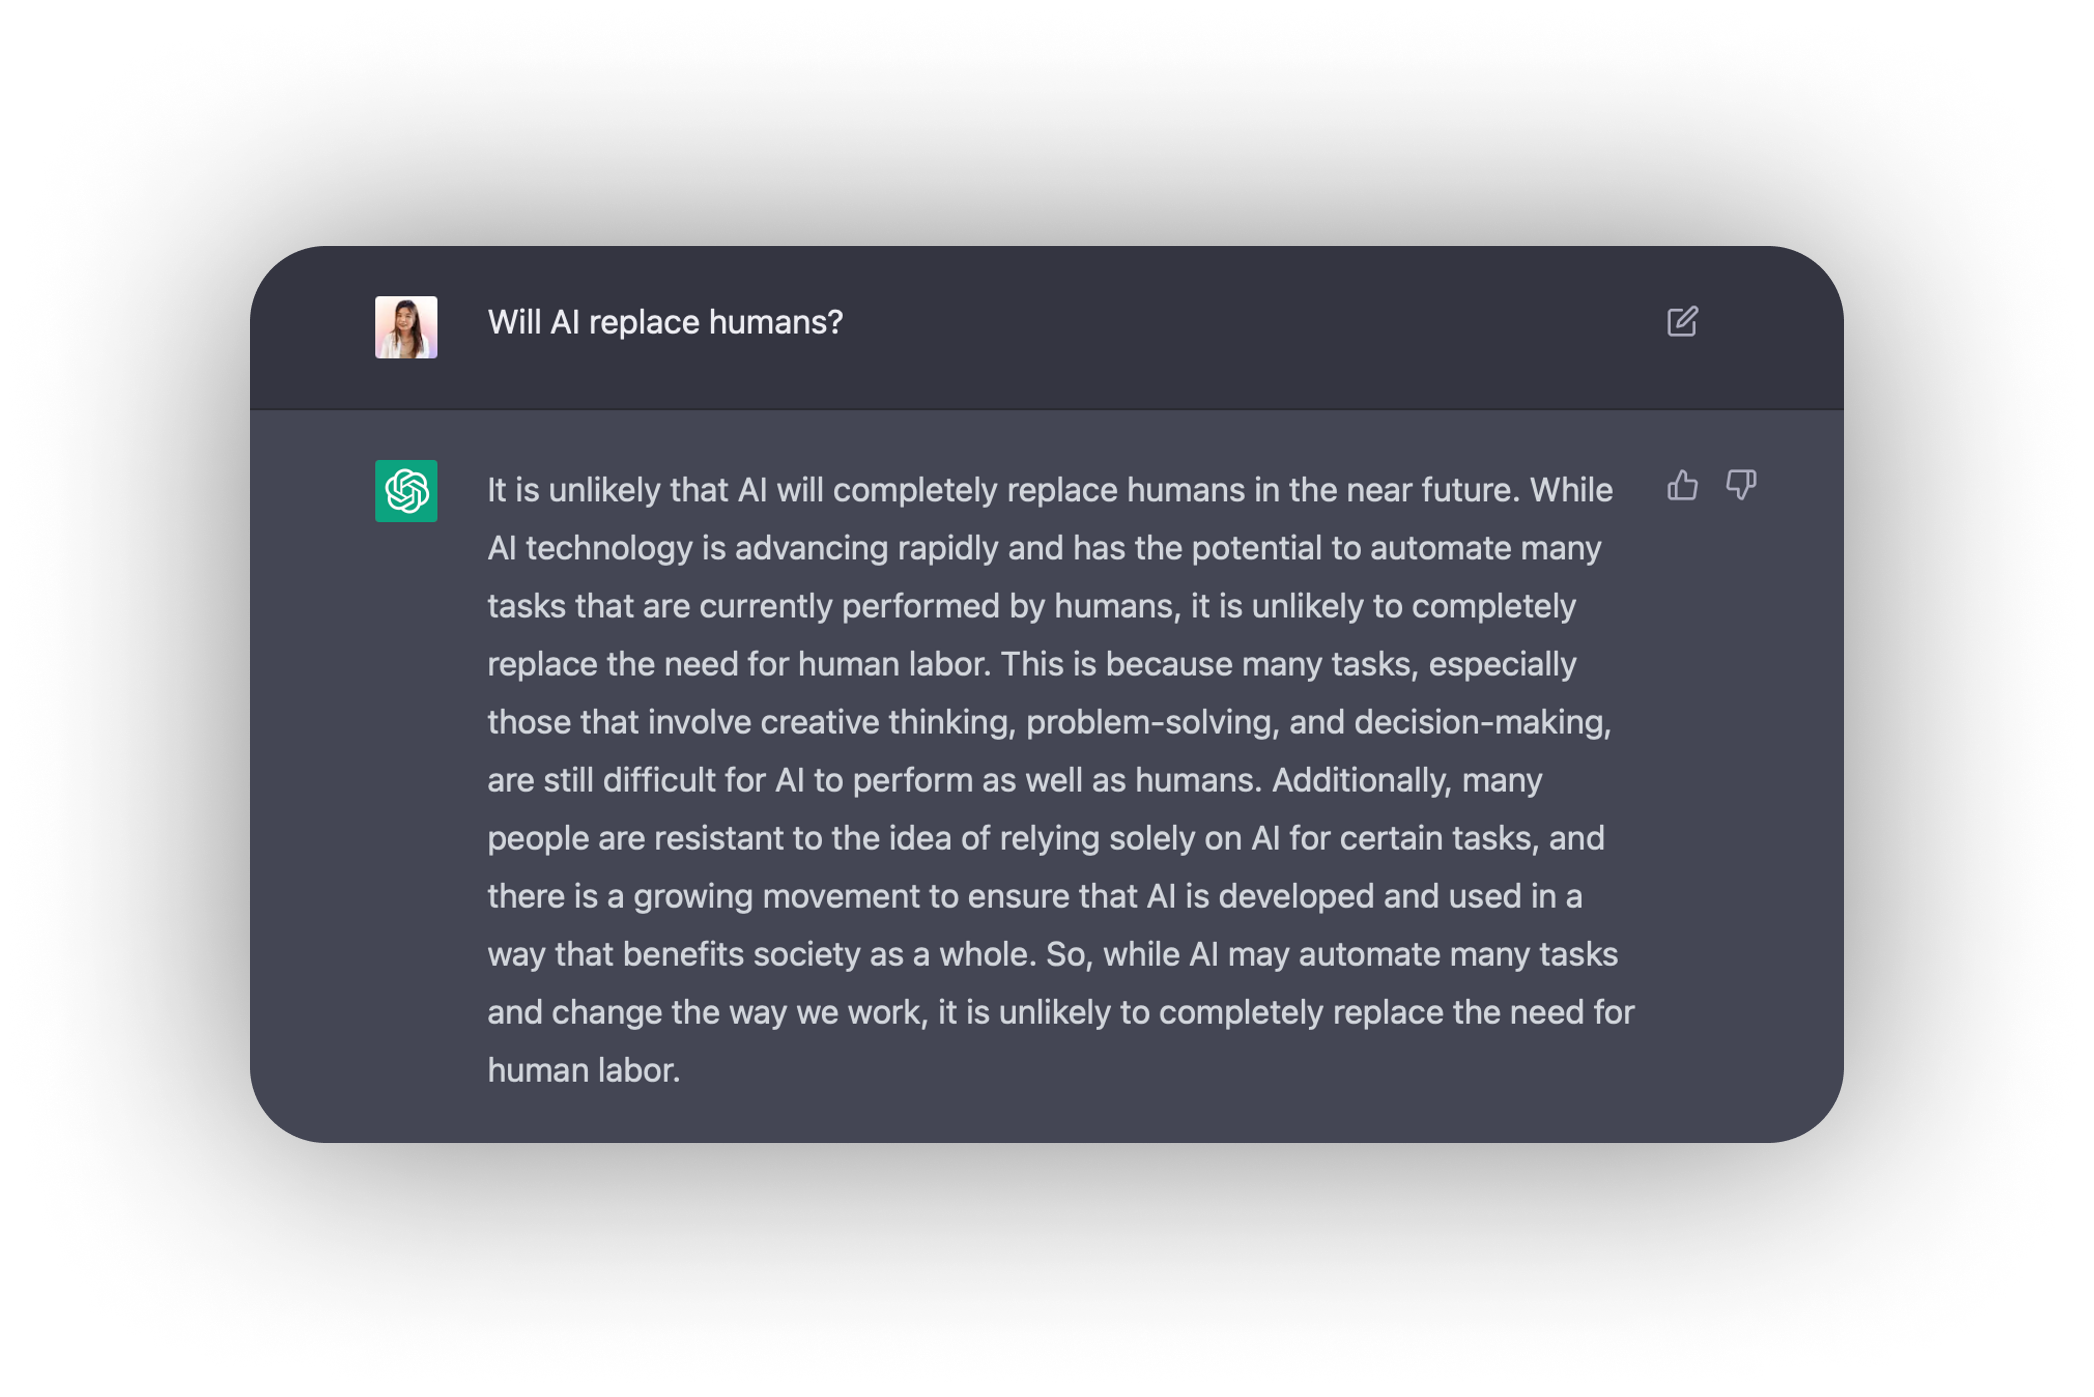 Will AI replace humans?
It is unlikely that AI will completely replace humans in the near future. While
AI technology is advancing rapidly and has the potential to automate many
tasks that are currently performed by humans, it is unlikely to completely
replace the need for human labor. This is because many tasks, especially
those that involve creative thinking, problem-solving, and decision-making,
are still difficult for AI to perform as well as humans. Additionally, many
people are resistant to the idea of relying solely on AI for certain tasks, and
there is a growing movement to ensure that AI is developed and used in a
way that benefits society as a whole. So, while AI may automate many tasks
and change the way we work, it is unlikely to completely replace the need for
human labor.